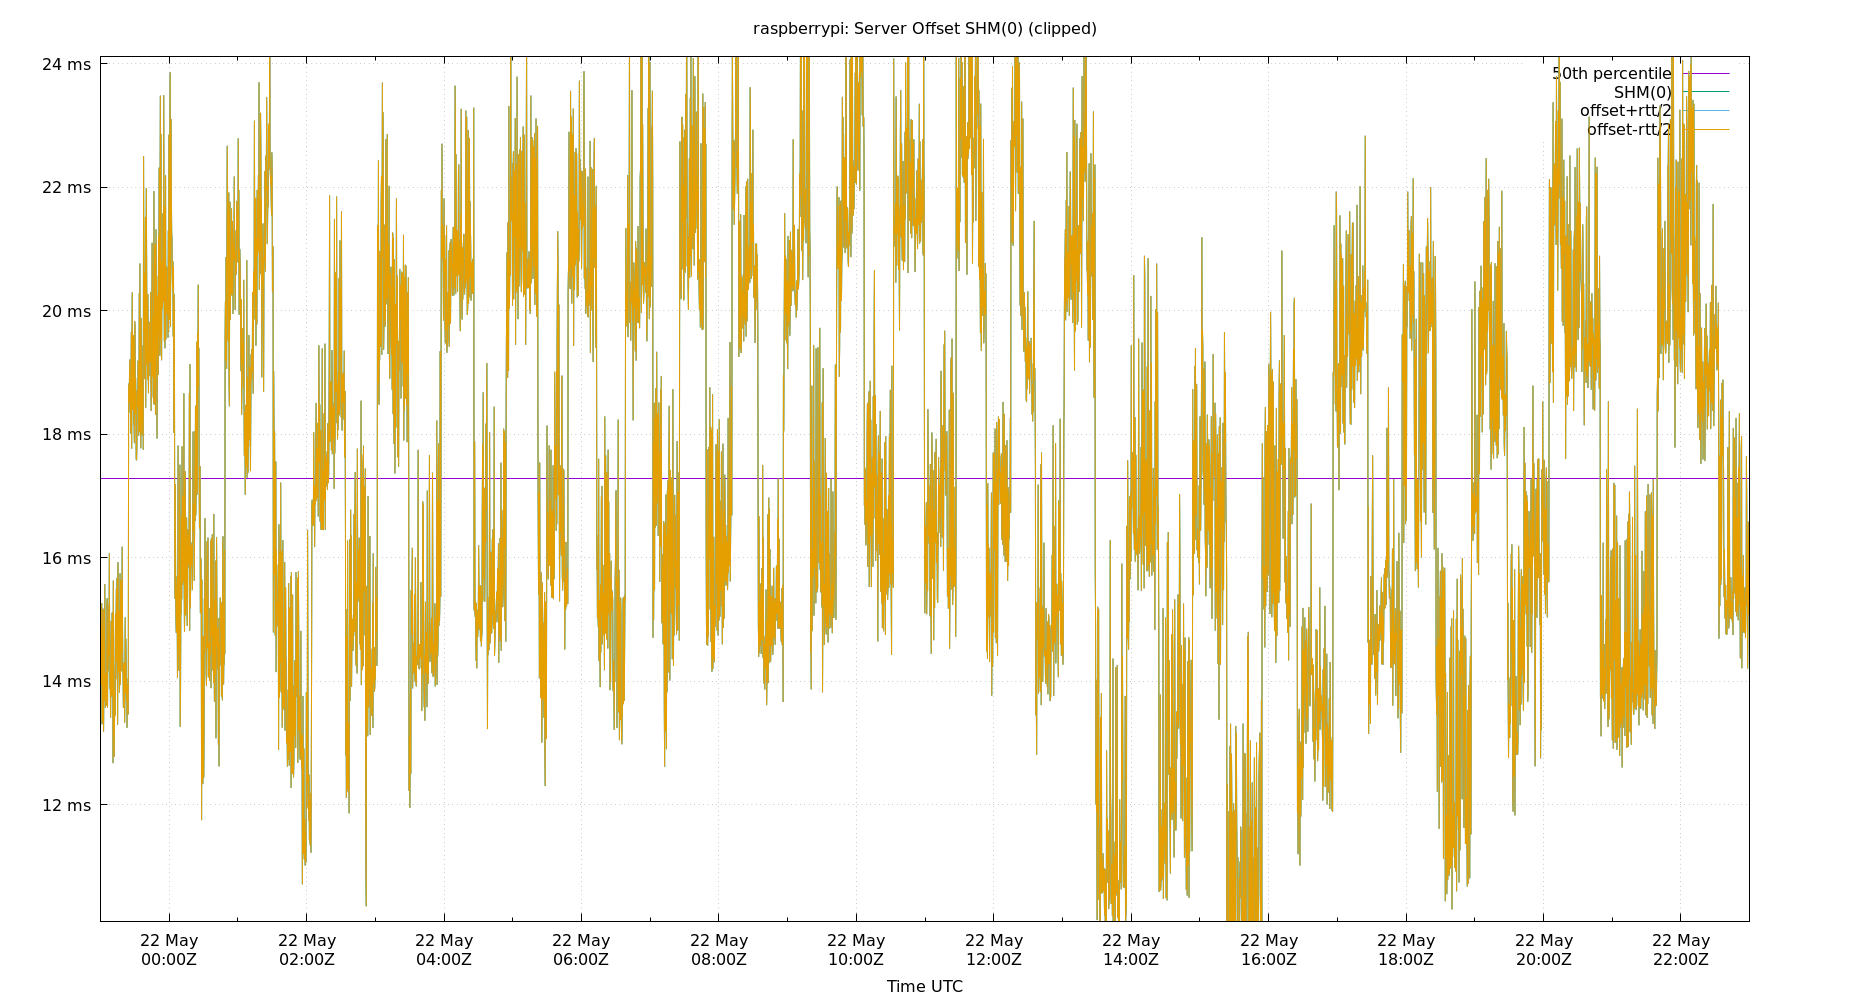 raspberrypi: Server Offset SHM(0) (clipped)
24 ms
22 ms
20 ms
18 ms
16 ms
14 ms
12 ms
50th percentile
SHM(0)
offset+rtt/2
offset-rtt/2
22 May 22 May 22 May 22 May 22 May 22 May 22 May 22 May 22 May 22 May 22 May 22 May
00:00Z 02:00Z 04:00Z 06:00Z 08:00Z 10:00Z 12:00Z 14:00Z 16:00Z 18:00Z 20:00Z 22:00Z
Time UTC